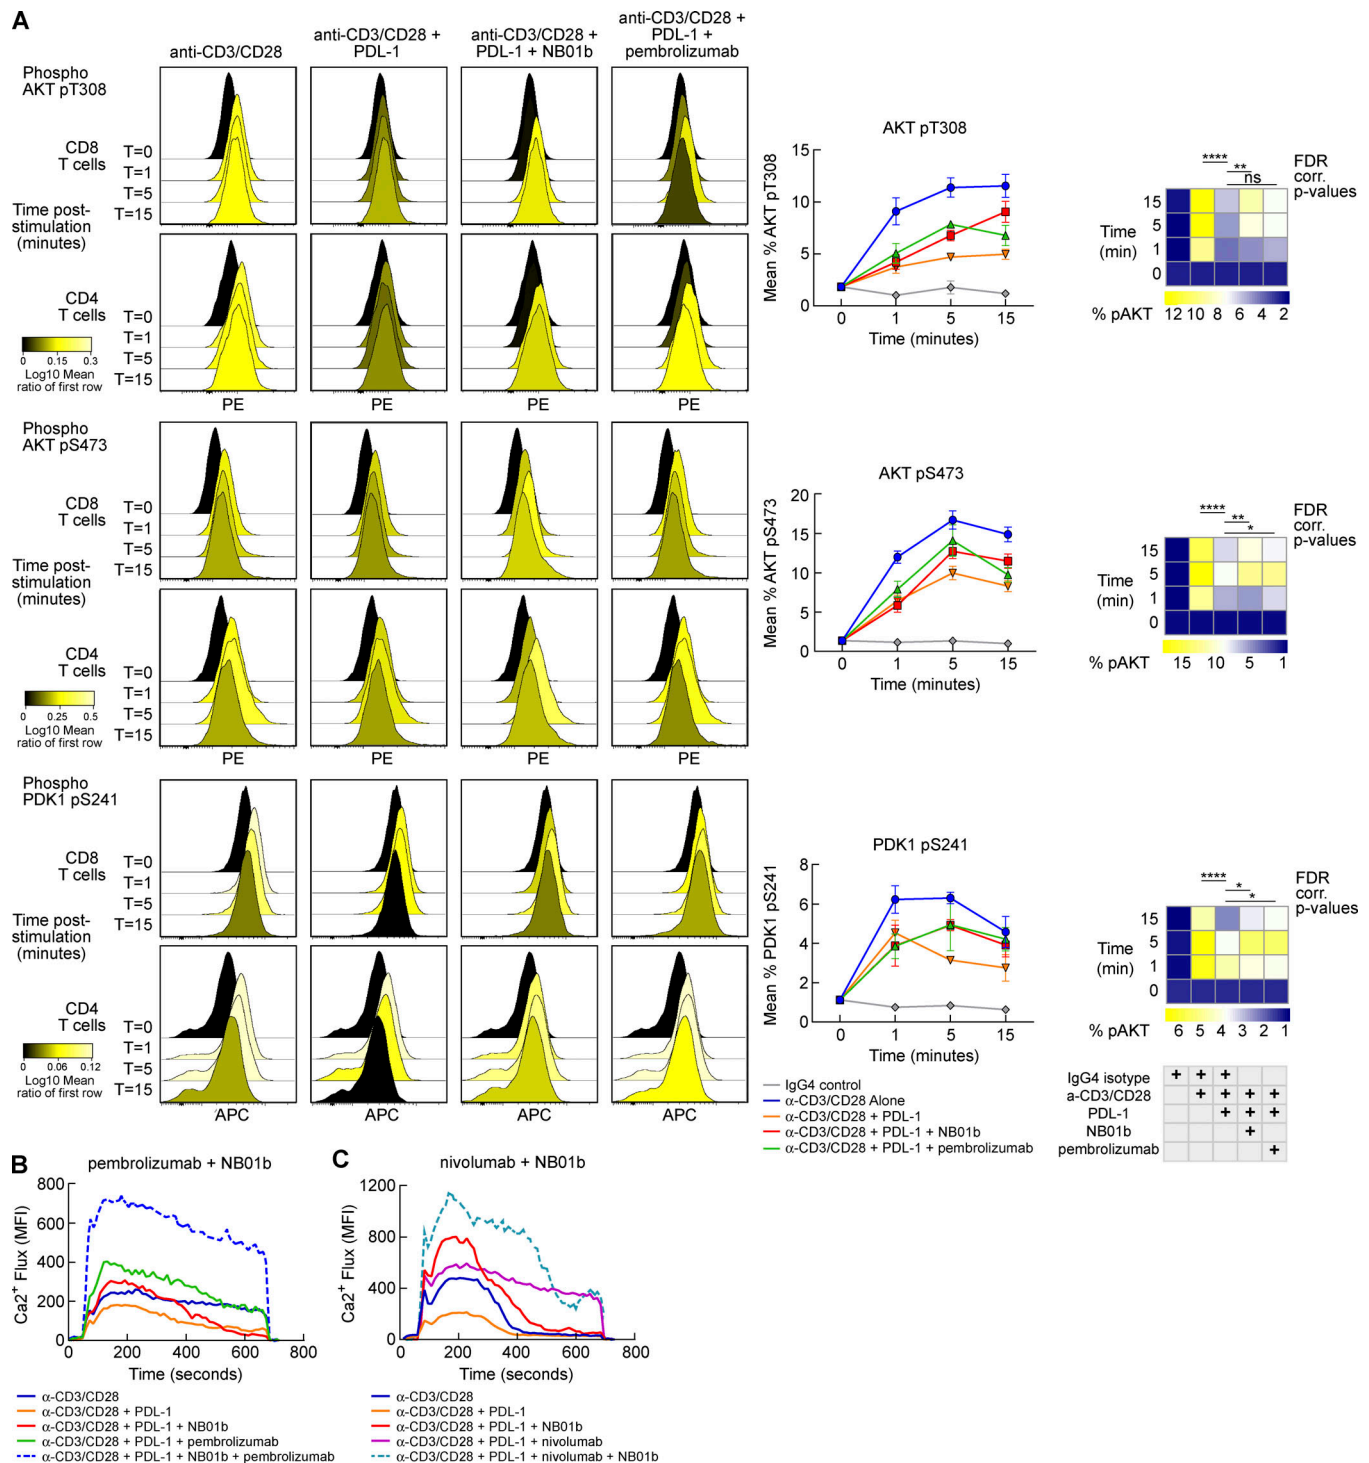 A
anti-CD3/CD28
anti-CD3/CD28 +
PDL-1
anti-CD3/CD28 +
PDL-1 + NB01b
anti-CD3/CD28 +
PDL-1 +
pembrolizumab
Phospho
AKT pT308
CD8
T cells
T=0
T=1
T=5
T=15
Time post-
stimulation
(minutes)
CD4
T cells
T=0
T=1
T=5
T=15
0 0.15 0.3
Log10 Mean
ratio of first row
PE PE PE PE
AKT pT308
Mean % AKT pT308
15
10
5
0
0 1 5 15
Time (minutes)
**** ** ns
FDR
corr.
p-values
Time
(min)
15
5
1
0
% pAKT 12 10 8 6 4 2
Phospho
AKT pS473
CD8
T cells
T=0
T=1
T=5
T=15
Time post-
stimulation
(minutes)
CD4
T cells
T=0
T=1
T=5
T=15
0 0.25 0.5
Log10 Mean
ratio of first row
PE PE PE PE
AKT pS473
Mean % AKT pS473
20
15
10
5
0
0 1 5 15
Time (minutes)
**** ** *
FDR
corr.
p-values
Time
(min)
15
5
1
0
% pAKT 15 10 5 1
Phospho
PDK1 pS241
CD8
T cells
T=0
T=1
T=5
T=15
Time post-
stimulation
(minutes)
CD4
T cells
T=0
T=1
T=5
T=15
0 0.06 0.12
Log10 Mean
ratio of first row
APC APC APC APC
PDK1 pS241
Mean % PDK1 pS241
8
6
4
2
0
0 1 5 15
Time (minutes)
**** * *
FDR
corr.
p-values
Time
(min)
15
5
1
0
% pAKT 6 5 4 3 2 1
IgG4 control
α-CD3/CD28 Alone
α-CD3/CD28 + PDL-1
α-CD3/CD28 + PDL-1 + NB01b
α-CD3/CD28 + PDL-1 + pembrolizumab
IgG4 isotype + + +
a-CD3/CD28 + + + +
PDL-1 + + +
NB01b +
pembrolizumab +
B
pembrolizumab + NB01b
Ca2+ Flux (MFI)
800
600
400
200
0
0 200 400 600 800
Time (seconds)
α-CD3/CD28
α-CD3/CD28 + PDL-1
α-CD3/CD28 + PDL-1 + NB01b
α-CD3/CD28 + PDL-1 + pembrolizumab
α-CD3/CD28 + PDL-1 + NB01b + pembrolizumab
C
nivolumab + NB01b
Ca2+ Flux (MFI)
1200
800
400
0
0 200 400 600 800
Time (seconds)
α-CD3/CD28
α-CD3/CD28 + PDL-1
α-CD3/CD28 + PDL-1 + NB01b
α-CD3/CD28 + PDL-1 + nivolumab
α-CD3/CD28 + PDL-1 + nivolumab + NB01b